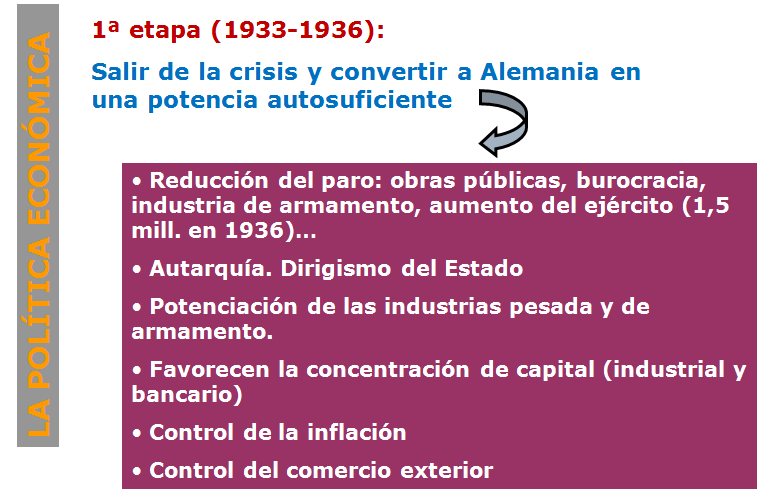 LA POLÍTICA ECONÓMICA
1ª etapa (1933-1936):
Salir de la crisis y convertir a Alemania en
una potencia autosuficiente
• Reducción del paro: obras públicas, burocracia,
industria de armamento, aumento del ejército (1,5
mill. en 1936)...
• Autarquía. Dirigismo del Estado
• Potenciación de las industrias pesada y de
armamento.
• Favorecen la concentración de capital (industrial y
bancario)
• Control de la inflación
• Control del comercio exterior